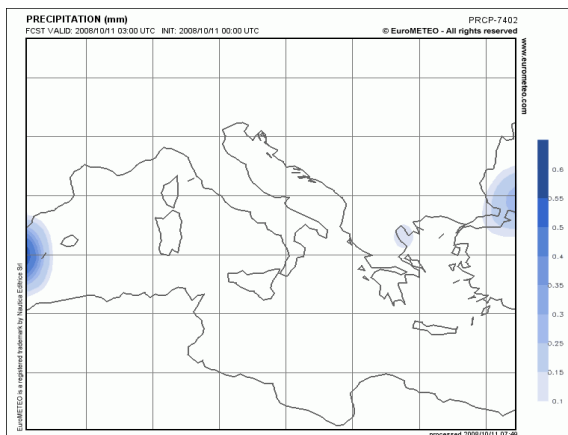 PRECIPITATION (mm)
PRCP-7402
FCST VALID: 2008/10/11 03:00 UTC INIT: 2008/10/11 00:00 UTC
© EuroMETEO - All rights reserved
www.eurometeo.com
0.6
0.55
0.5
0.4
0.35
0.3
0.25
0.2
0.15
0.1
EuroMETEO is a registered trademark by Nautica Editrice Srl
processed 2008/10/11 07:46